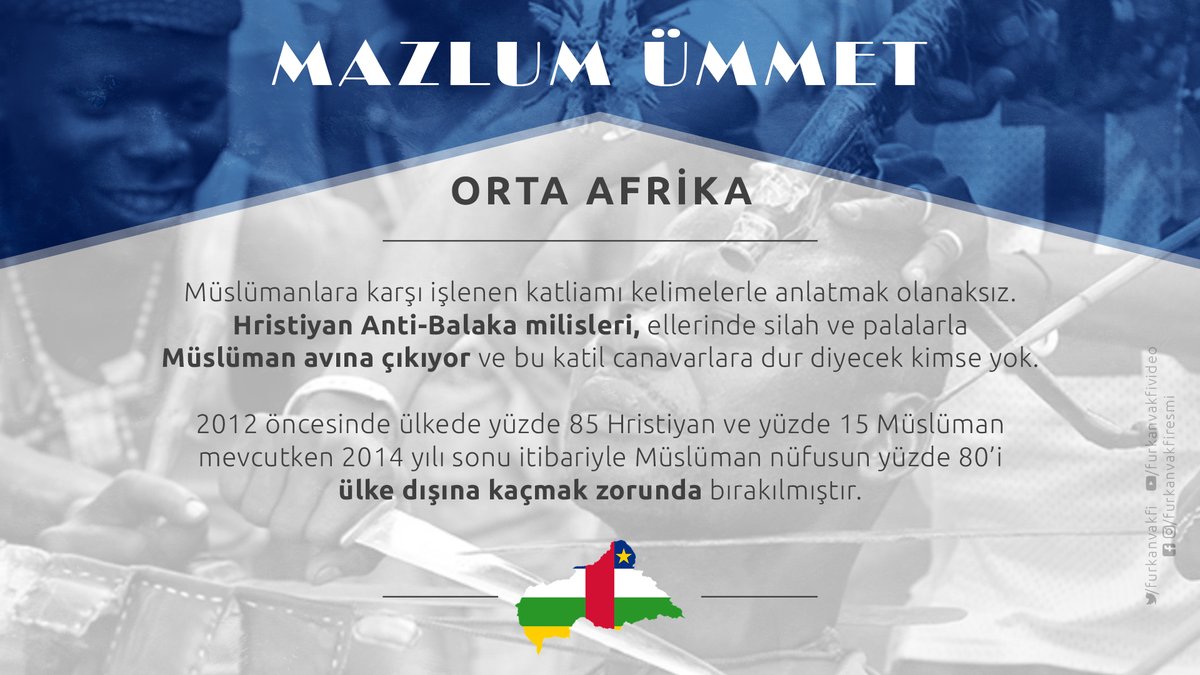 MAZLUM ÜMMET
ORTA AFRİKA
Müslümanlara karşı işlenen katliamı kelimelerle anlatmak olanaksız.
Hristiyan Anti-Balaka milisleri, ellerinde silah ve palalarla
Müslüman avına çıkıyor ve bu katil canavarlara dur diyecek kimse yok.
2012 öncesinde ülkede yüzde 85 Hristiyan ve yüzde 15 Müslüman
mevcutken 2014 yılı sonu itibariyle Müslüman nüfusun yüzde 80’i
ülke dışına kaçmak zorunda bırakılmıştır.
/furkanvakfi /furkanvakfivideo
/furkanvakfiresmi